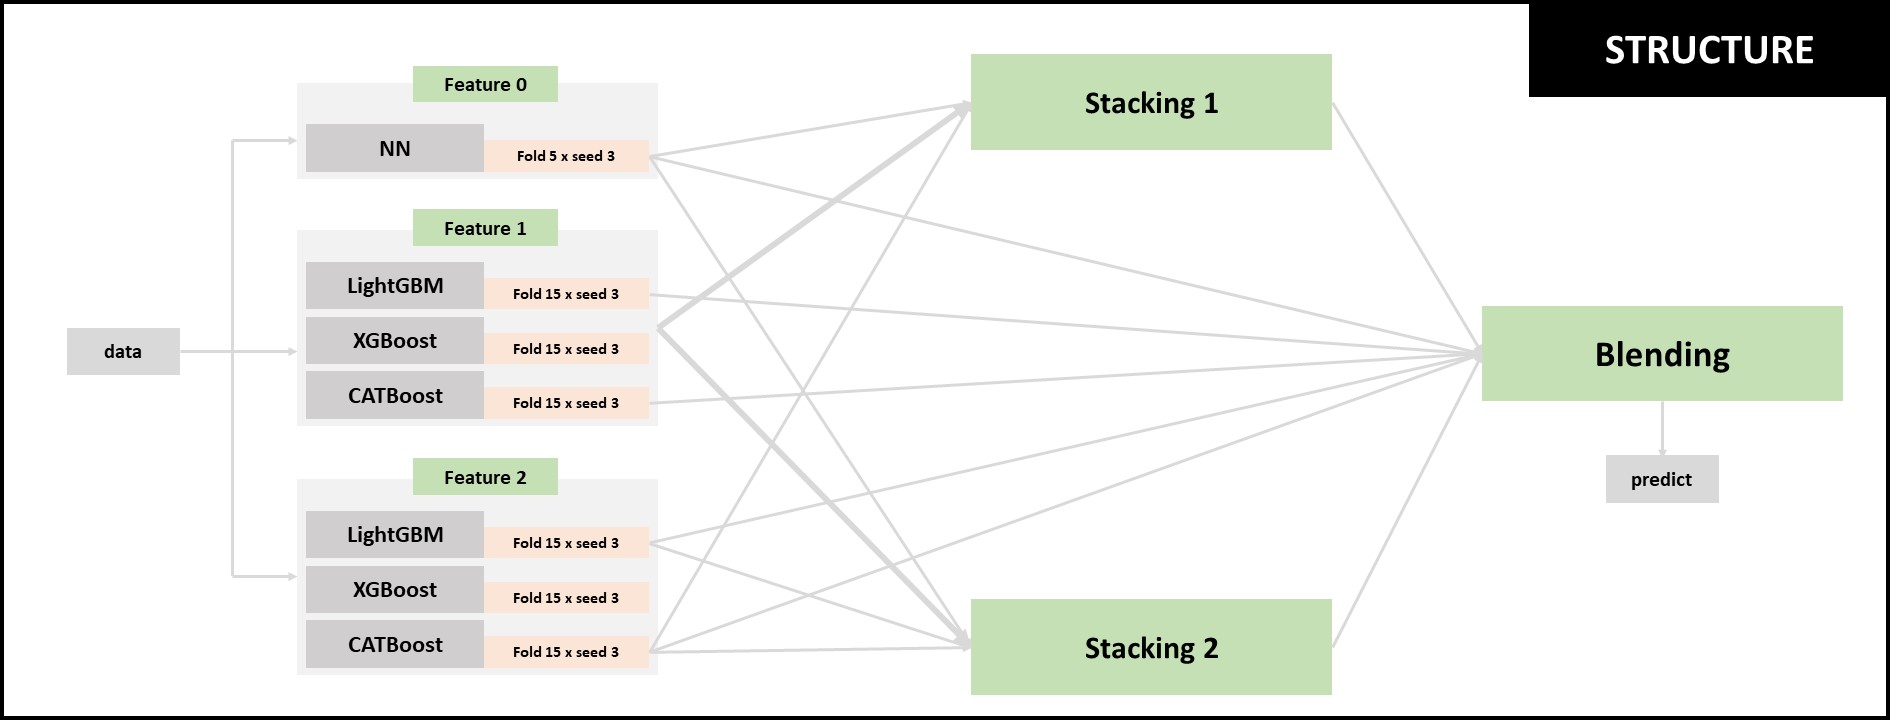 STRUCTURE
data
Feature 0
NN
Fold 5 x seed 3
Feature 1
LightGBM
Fold 15 x seed 3
XGBoost
Fold 15 x seed 3
CATBoost
Fold 15 x seed 3
Feature 2
LightGBM
Fold 15 x seed 3
XGBoost
Fold 15 x seed 3
CATBoost
Fold 15 x seed 3
Stacking 1
Stacking 2
Blending
predict